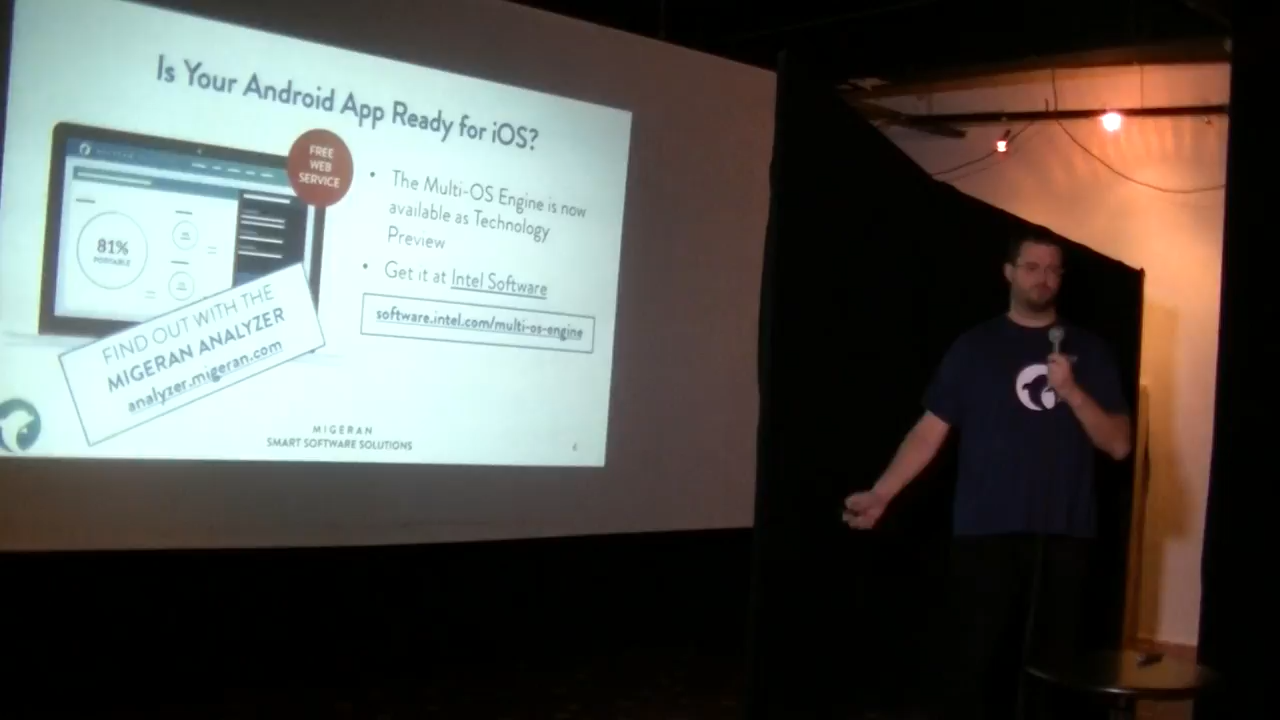 Is Your Android App Ready for iOS?
FREE
WEB
SERVICE
81%
PORTABLE
• The Multi-OS Engine is now
available as Technology
Preview
• Get it at Intel Software
software.intel.com/multi-os-engine
FIND OUT WITH THE
MIGERAN ANALYZER
analyzer.migeran.com
MIGERAN
SMART SOFTWARE SOLUTIONS